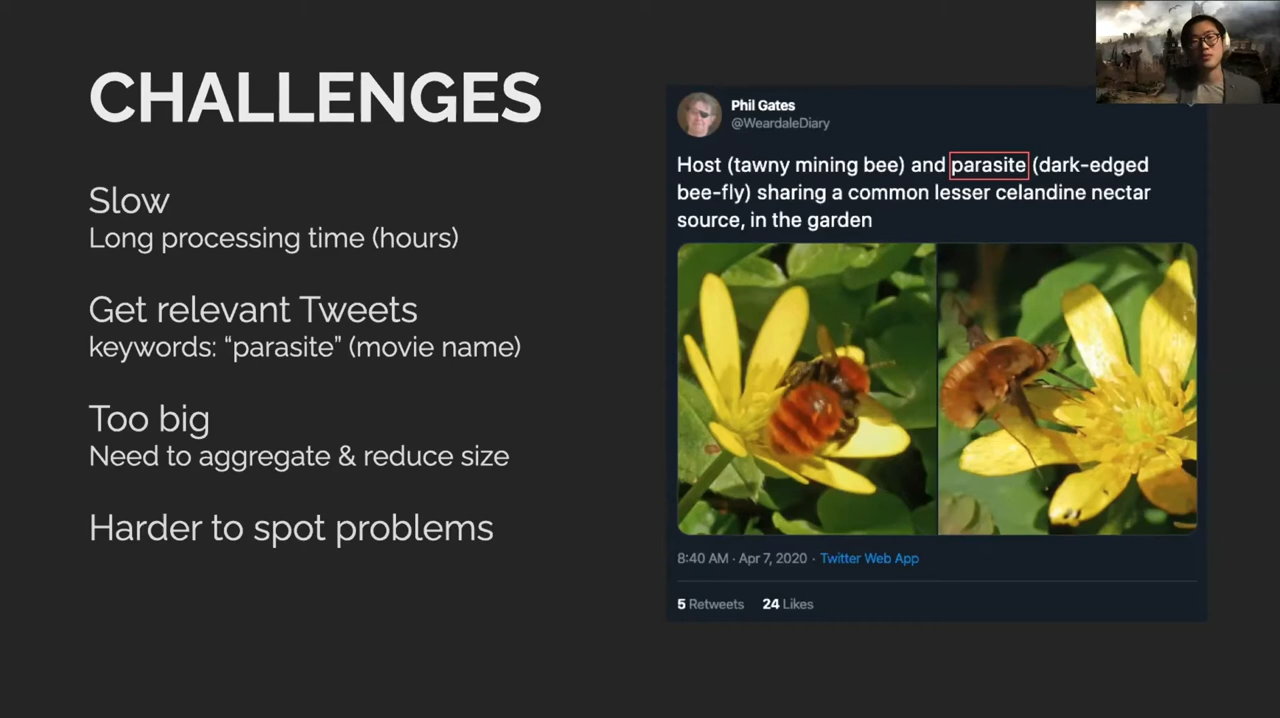 CHALLENGES
Slow
Long processing time (hours)
Get relevant Tweets
keywords: “parasite” (movie name)
Too big
Need to aggregate & reduce size
Harder to spot problems
Phil Gates
@WeardaleDiary
Host (tawny mining bee) and parasite (dark-edged
bee-fly) sharing a common lesser celandine nectar
source, in the garden
8:40 AM · Apr 7, 2020 · Twitter Web App
5 Retweets 24 Likes